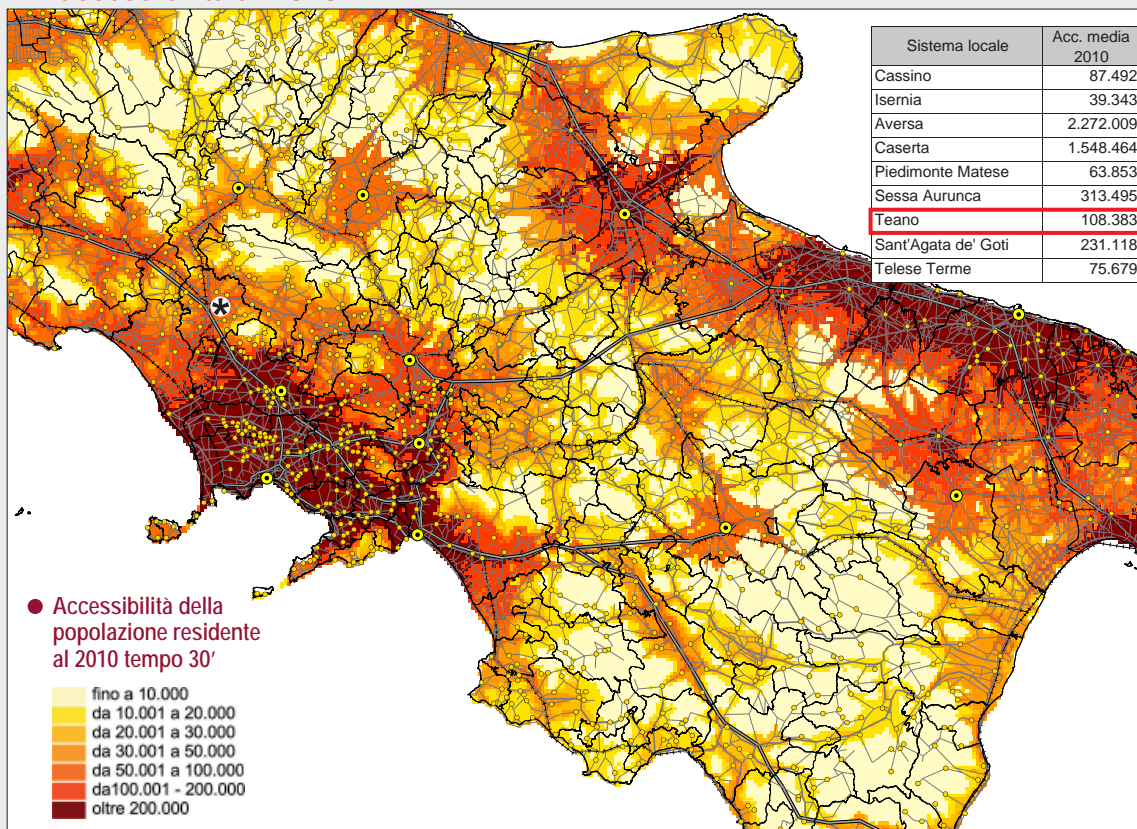 Sistema locale Acc. media
2010
Cassino 87.492
Isernia 39.343
Aversa 2.272.009
Caserta 1.548.464
Piedimonte Matese 63.853
Sessa Aurunca 313.495
Teano 108.383
Sant'Agata de' Goti 231.118
Telese Terme 75.679
*
● Accessibilità della
popolazione residente
al 2010 tempo 30'
fino a 10.000
da 10.001 a 20.000
da 20.001 a 30.000
da 30.001 a 50.000
da 50.001 a 100.000
da100.001 - 200.000
oltre 200.000